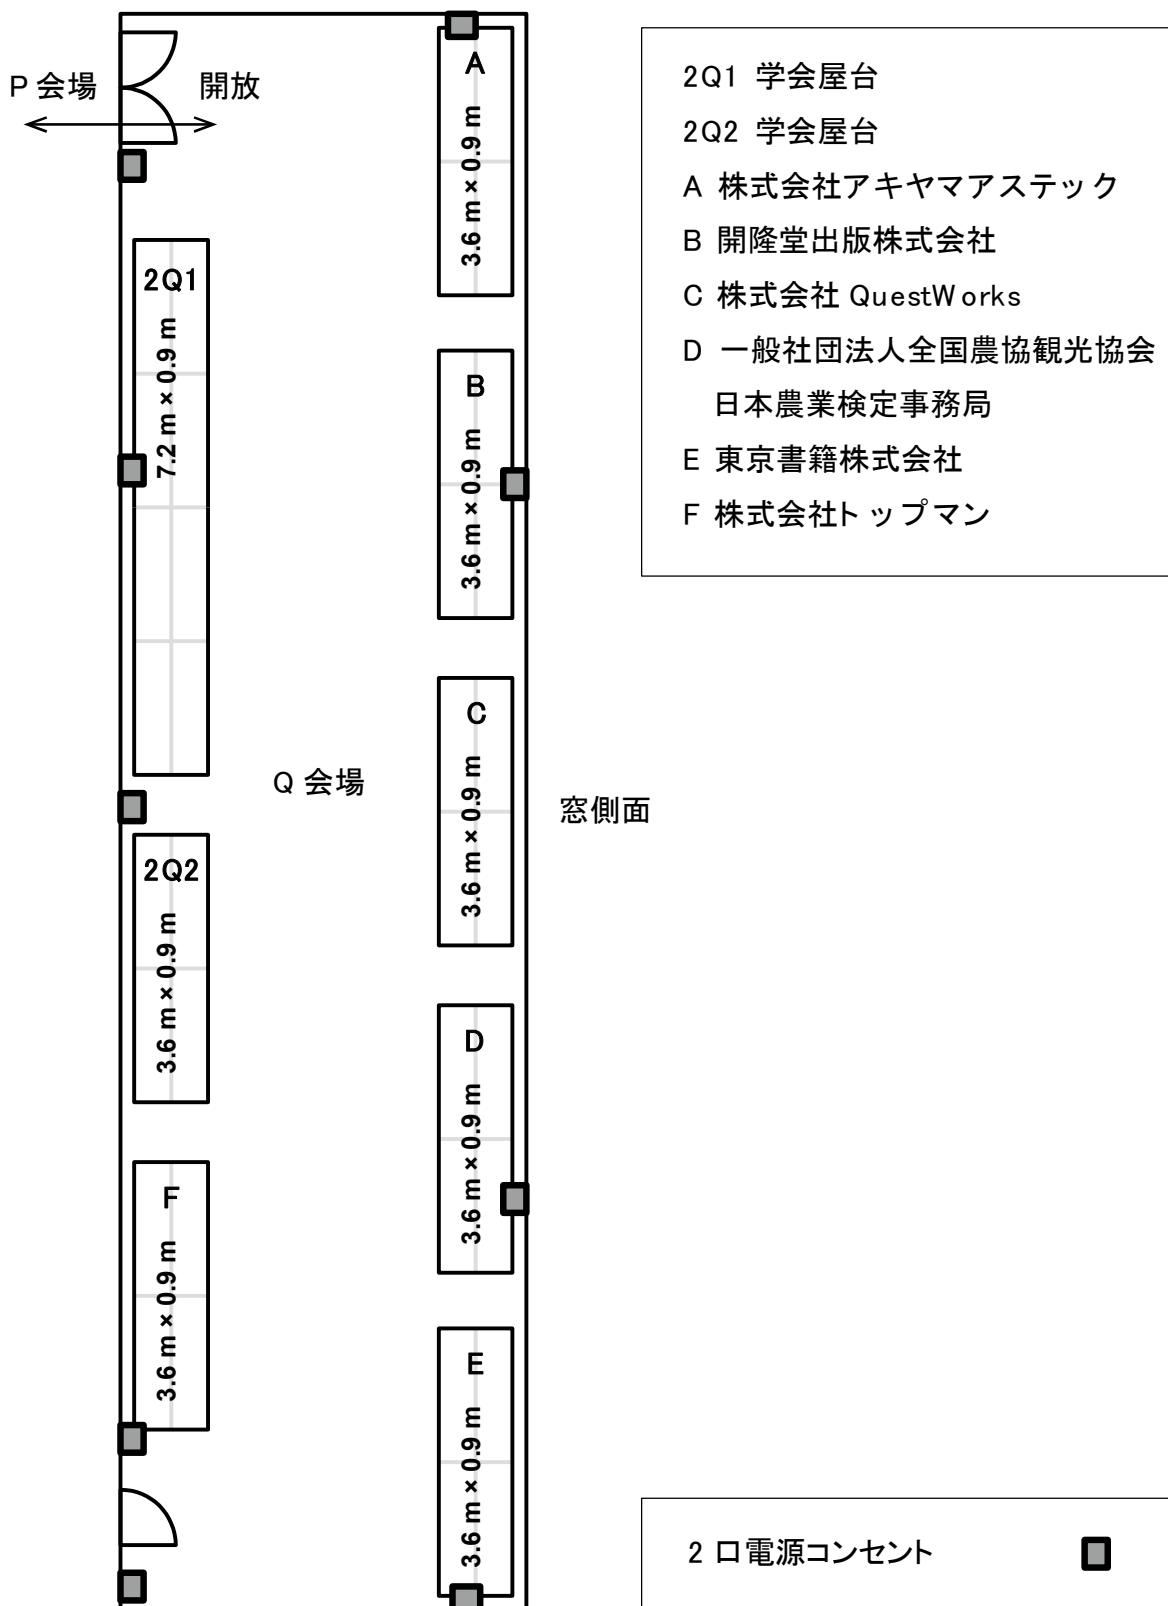 P 会場
開放
A
3.6 m × 0.9 m
2Q1
7.2 m × 0.9 m
B
3.6 m × 0.9 m
C
3.6 m × 0.9 m
Q 会場
窓側面
2Q2
3.6 m × 0.9 m
D
3.6 m × 0.9 m
F
3.6 m × 0.9 m
E
3.6 m × 0.9 m
2Q1 学会屋台
2Q2 学会屋台
A 株式会社アキヤマアステック
B 開隆堂出版株式会社
C 株式会社 QuestWorks
D 一般社団法人全国農協観光協会
日本農業検定事務局
E 東京書籍株式会社
F 株式会社トップマン
2 口電源コンセント